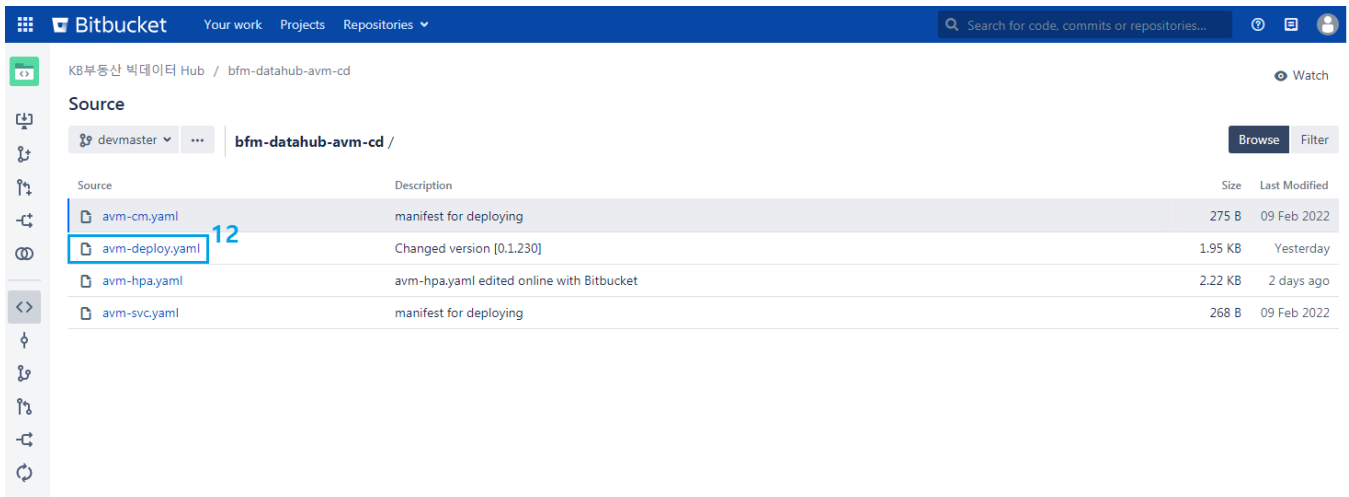 Bitbucket Your work Projects Repositories Search for code, commits or repositories...
KB부동산 빅데이터 Hub / bfm-datahub-avm-cd
Watch
Source
devmaster ... bfm-datahub-avm-cd / Browse Filter
Source Description Size Last Modified
avm-cm.yaml manifest for deploying 275 B 09 Feb 2022
12
avm-deploy.yaml Changed version [0.1.230] 1.95 KB Yesterday
avm-hpa.yaml avm-hpa.yaml edited online with Bitbucket 2.22 KB 2 days ago
avm-svc.yaml manifest for deploying 268 B 09 Feb 2022